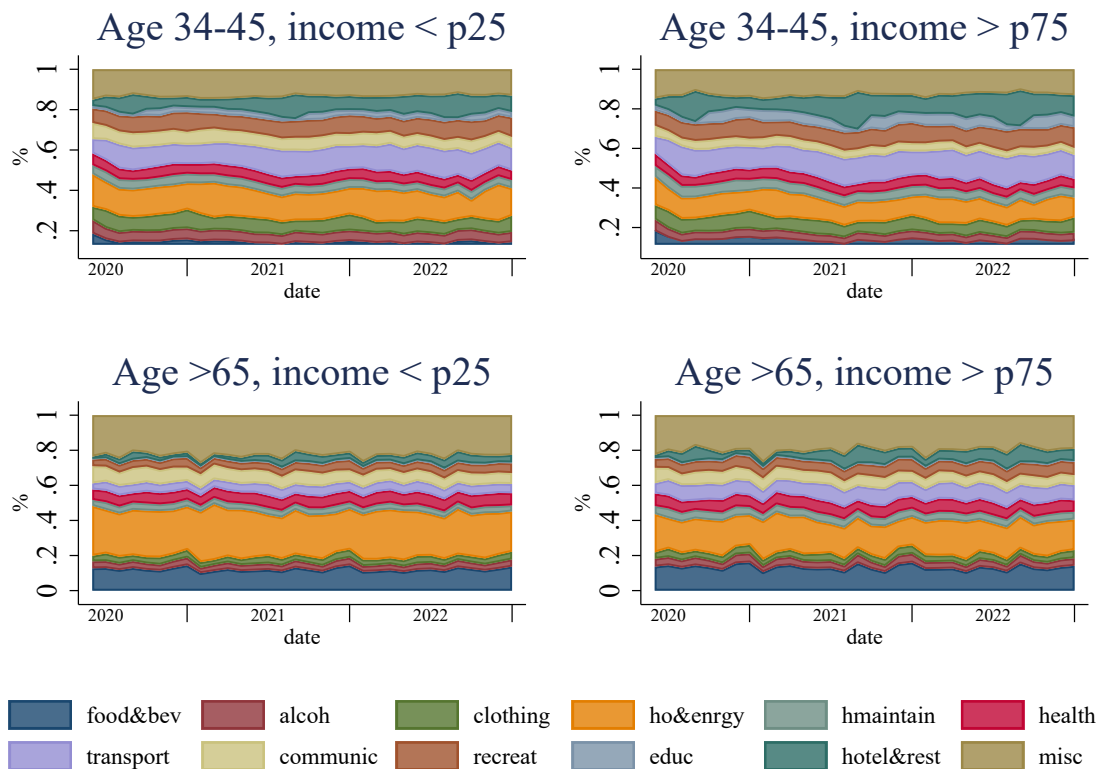 Age 34-45, income < p25
Age 34-45, income > p75
1
.8
.6
.4
.2
%
2020 2021 2022
date
1
.8
.6
.4
.2
%
2020 2021 2022
date
Age >65, income < p25
Age >65, income > p75
1
.8
.6
.4
.2
0
%
2020 2021 2022
date
1
.8
.6
.4
.2
0
%
2020 2021 2022
date
food&bev alcoh clothing ho&enrgy hmaintain health
transport communic recreat educ hotel&rest misc